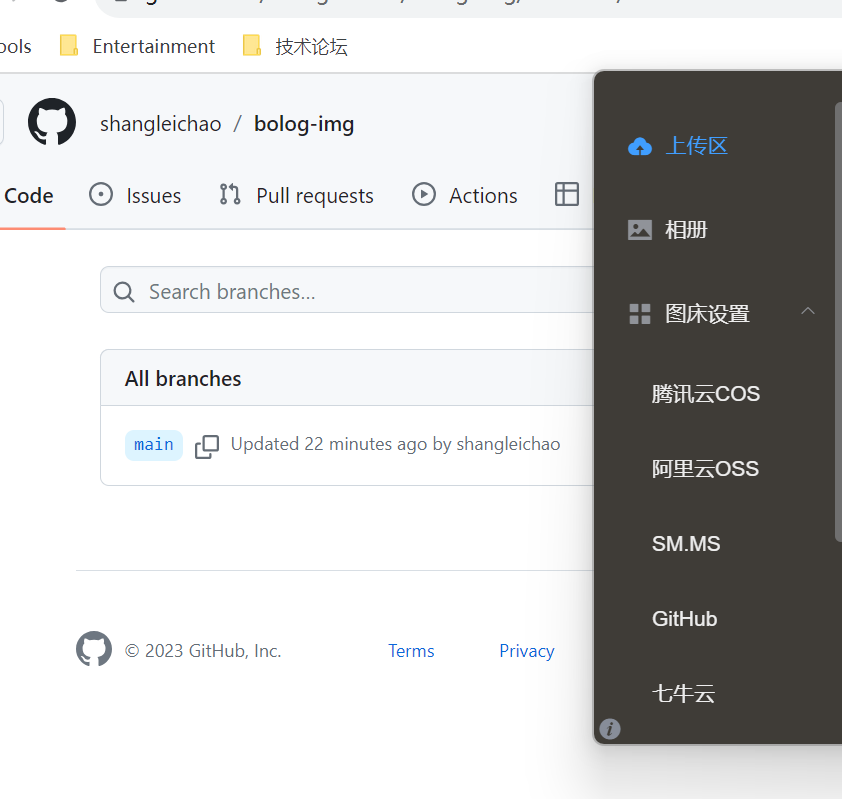 ools Entertainment 技术论坛
shangleichao / bolog-img
Code Issues Pull requests Actions
Search branches...
All branches
main Updated 22 minutes ago by shangleichao
© 2023 GitHub, Inc. Terms Privacy
上传区
相册
图床设置
腾讯云COS
阿里云OSS
SM.MS
GitHub
七牛云